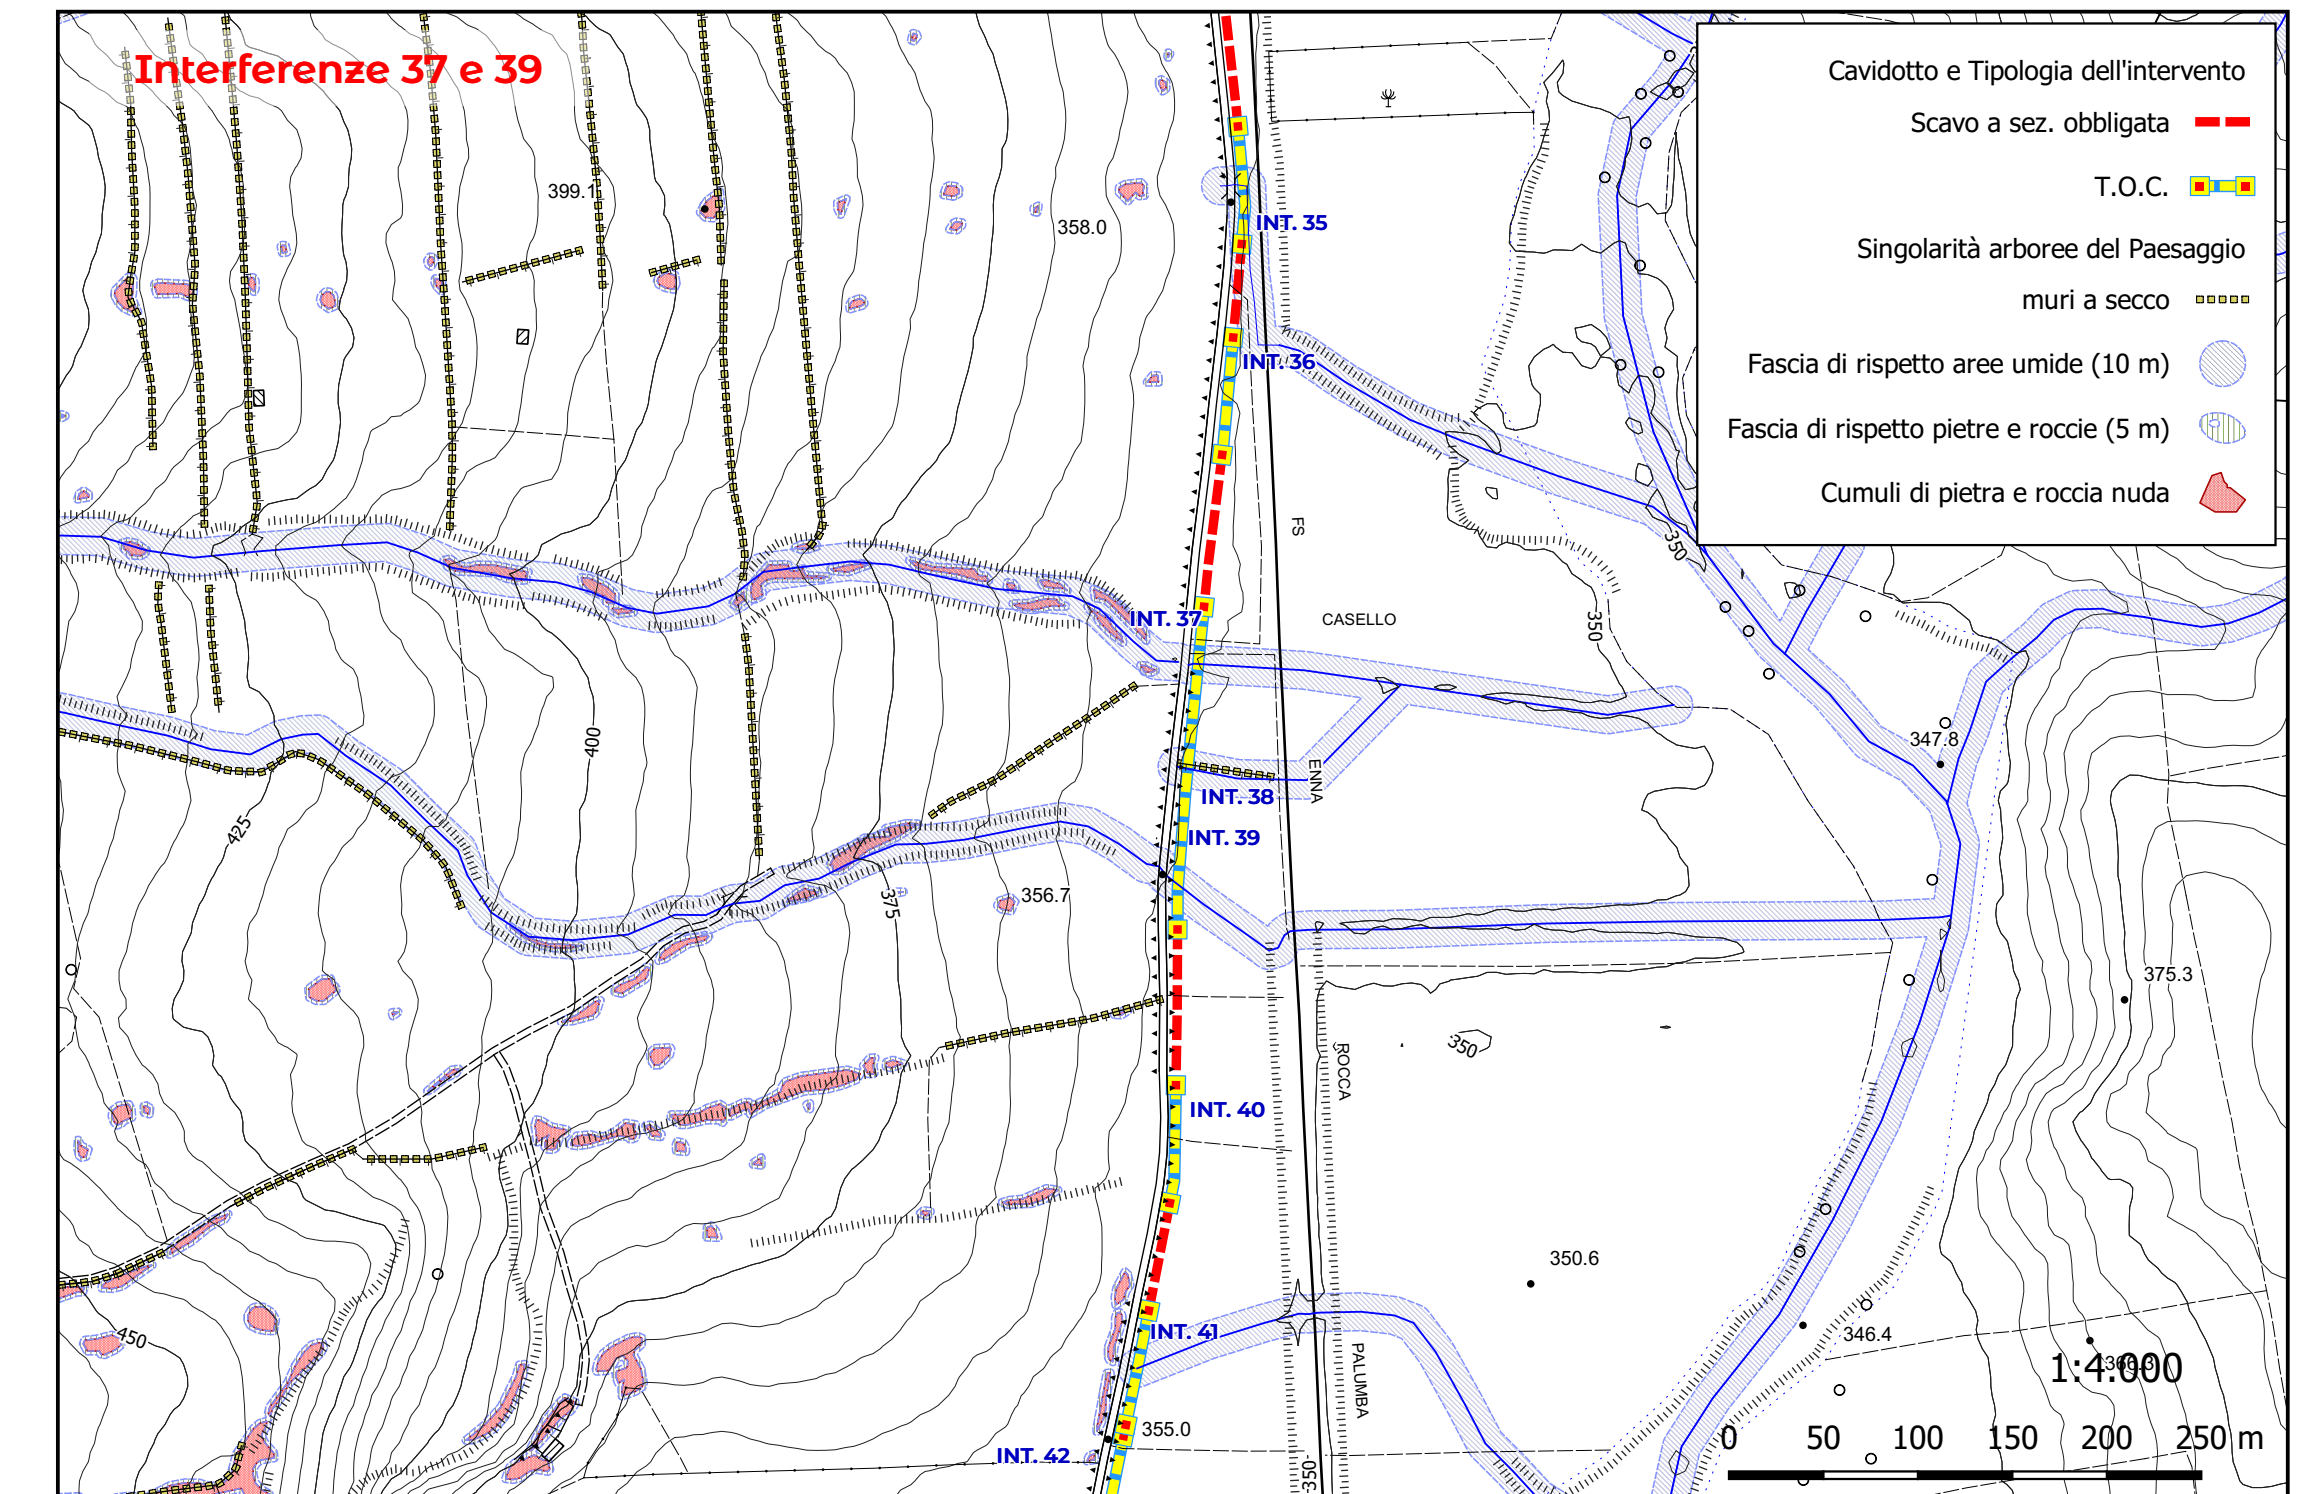 Interferenze 37 e 39
Cavidotto e Tipologia dell'intervento
Scavo a sez. obbligata
T.O.C.
Singolarità arboree del Paesaggio
muri a secco
Fascia di rispetto aree umide (10 m)
Fascia di rispetto pietre e roccie (5 m)
Cumuli di pietra e roccia nuda
399.1
358.0
INT. 35
INT. 36
FS
350
INT. 37
CASELLO
350
400
347.8
ENNA
INT. 38
425
INT. 39
375
356.7
375.3
350
ROCCA
INT. 40
350.6
INT. 41
450
346.4
366.3
1:4.000
PALUMBA
355.0
INT. 42
350
0 50 100 150 200 250 m